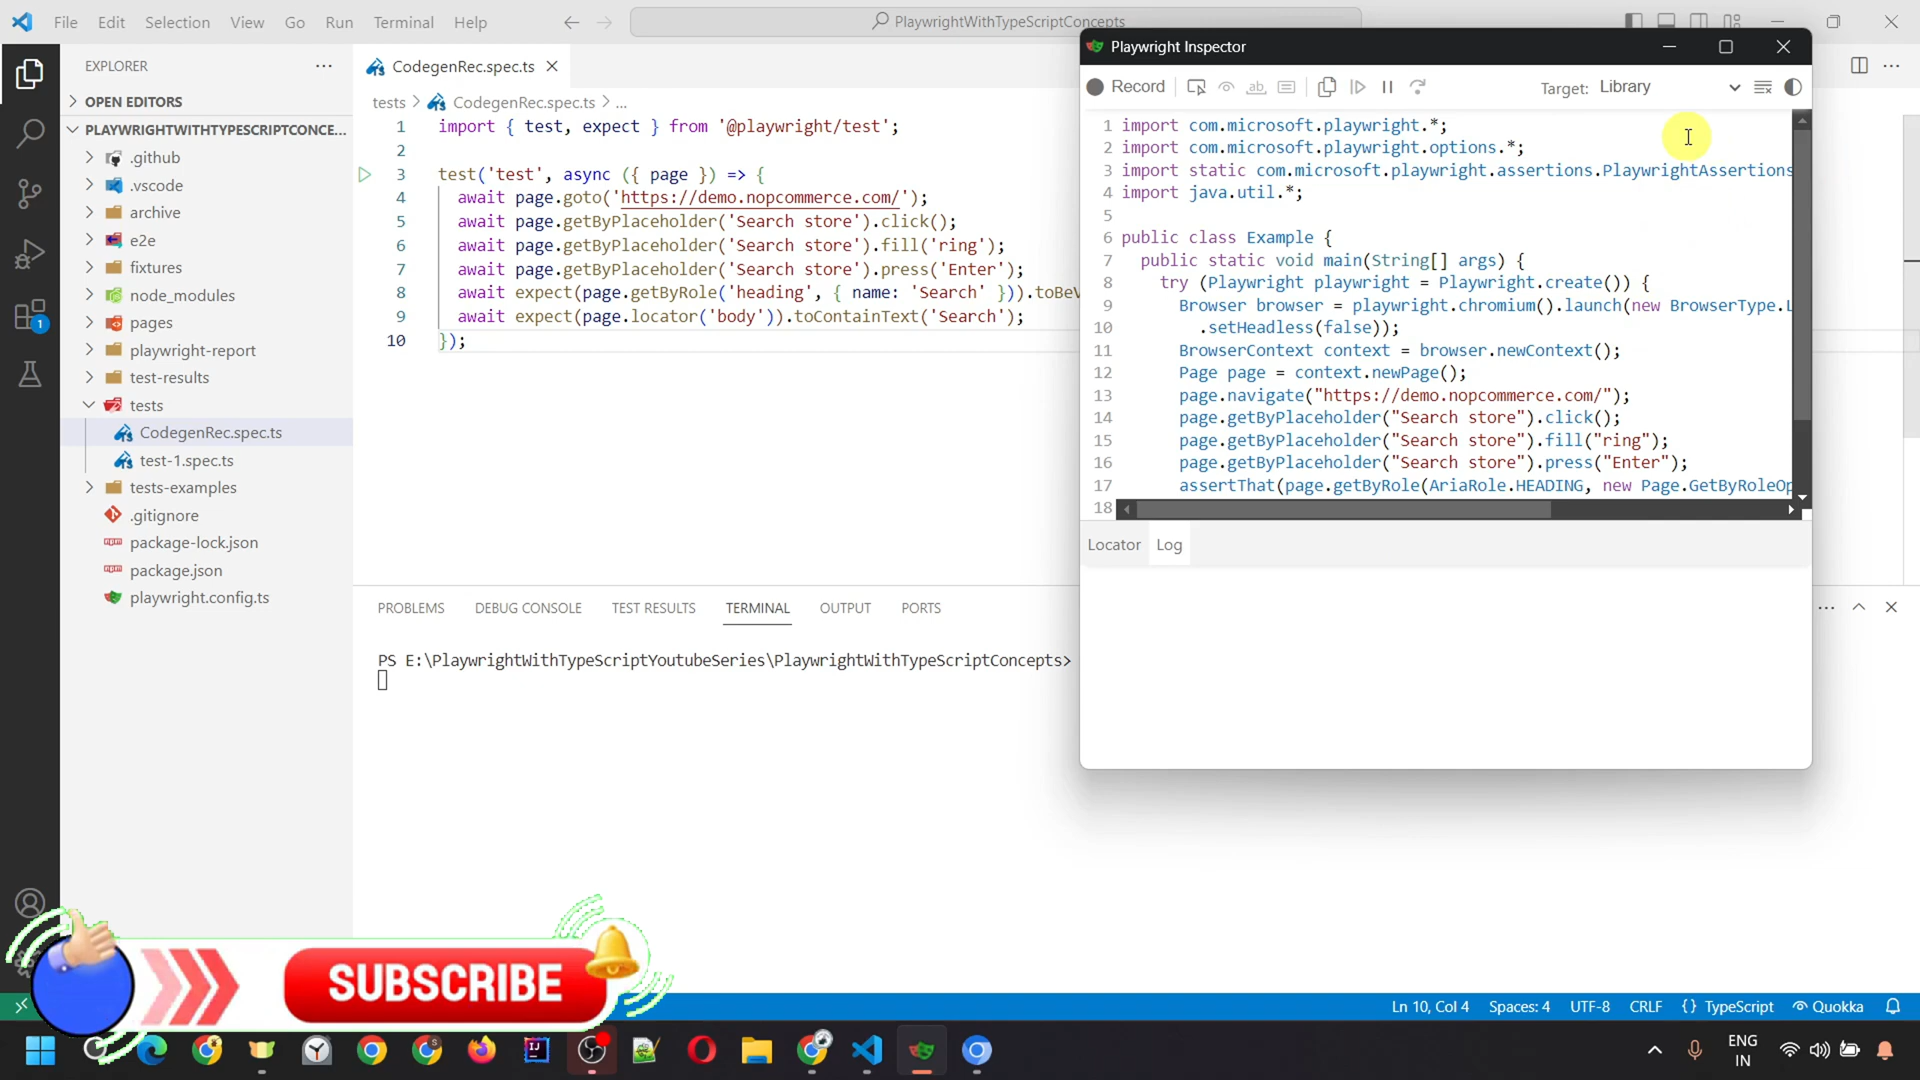 File Edit Selection View Go Run Terminal Help
PlaywrightWithTypeScriptConcepts
EXPLORER
OPEN EDITORS
PLAYWRIGHTWITHTYPESCRIPTCONCE...
.github
.vscode
archive
e2e
fixtures
node_modules
pages
playwright-report
test-results
tests
CodegenRec.spec.ts
test-1.spec.ts
tests-examples
.gitignore
package-lock.json
package.json
playwright.config.ts
1
CodegenRec.spec.ts
tests > CodegenRec.spec.ts > ...
1 import { test, expect } from '@playwright/test';
2
3 test('test', async ({ page }) => {
4 await page.goto('https://demo.nopcommerce.com/');
5 await page.getByPlaceholder('Search store').click();
6 await page.getByPlaceholder('Search store').fill('ring');
7 await page.getByPlaceholder('Search store').press('Enter');
8 await expect(page.getByRole('heading', { name: 'Search' })).toBeV
9 await expect(page.locator('body')).toContainText('Search');
10 });
Playwright Inspector
Record
Target: Library
1 import com.microsoft.playwright.*;
2 import com.microsoft.playwright.options.*;
3 import static com.microsoft.playwright.assertions.PlaywrightAssertions
4 import java.util.*;
5
6 public class Example {
7 public static void main(String[] args) {
8 try (Playwright playwright = Playwright.create()) {
9 Browser browser = playwright.chromium().launch(new BrowserType.L
10 .setHeadless(false));
11 BrowserContext context = browser.newContext();
12 Page page = context.newPage();
13 page.navigate("https://demo.nopcommerce.com/");
14 page.getByPlaceholder("Search store").click();
15 page.getByPlaceholder("Search store").fill("ring");
16 page.getByPlaceholder("Search store").press("Enter");
17 assertThat(page.getByRole(AriaRole.HEADING, new Page.GetByRoleOp
18
Locator Log
PROBLEMS DEBUG CONSOLE TEST RESULTS TERMINAL OUTPUT PORTS
PS E:\PlaywrightWithTypeScriptYoutubeSeries\PlaywrightWithTypeScriptConcepts>
SUBSCRIBE
Ln 10, Col 4 Spaces: 4 UTF-8 CRLF {} TypeScript Quokka
ENG
IN